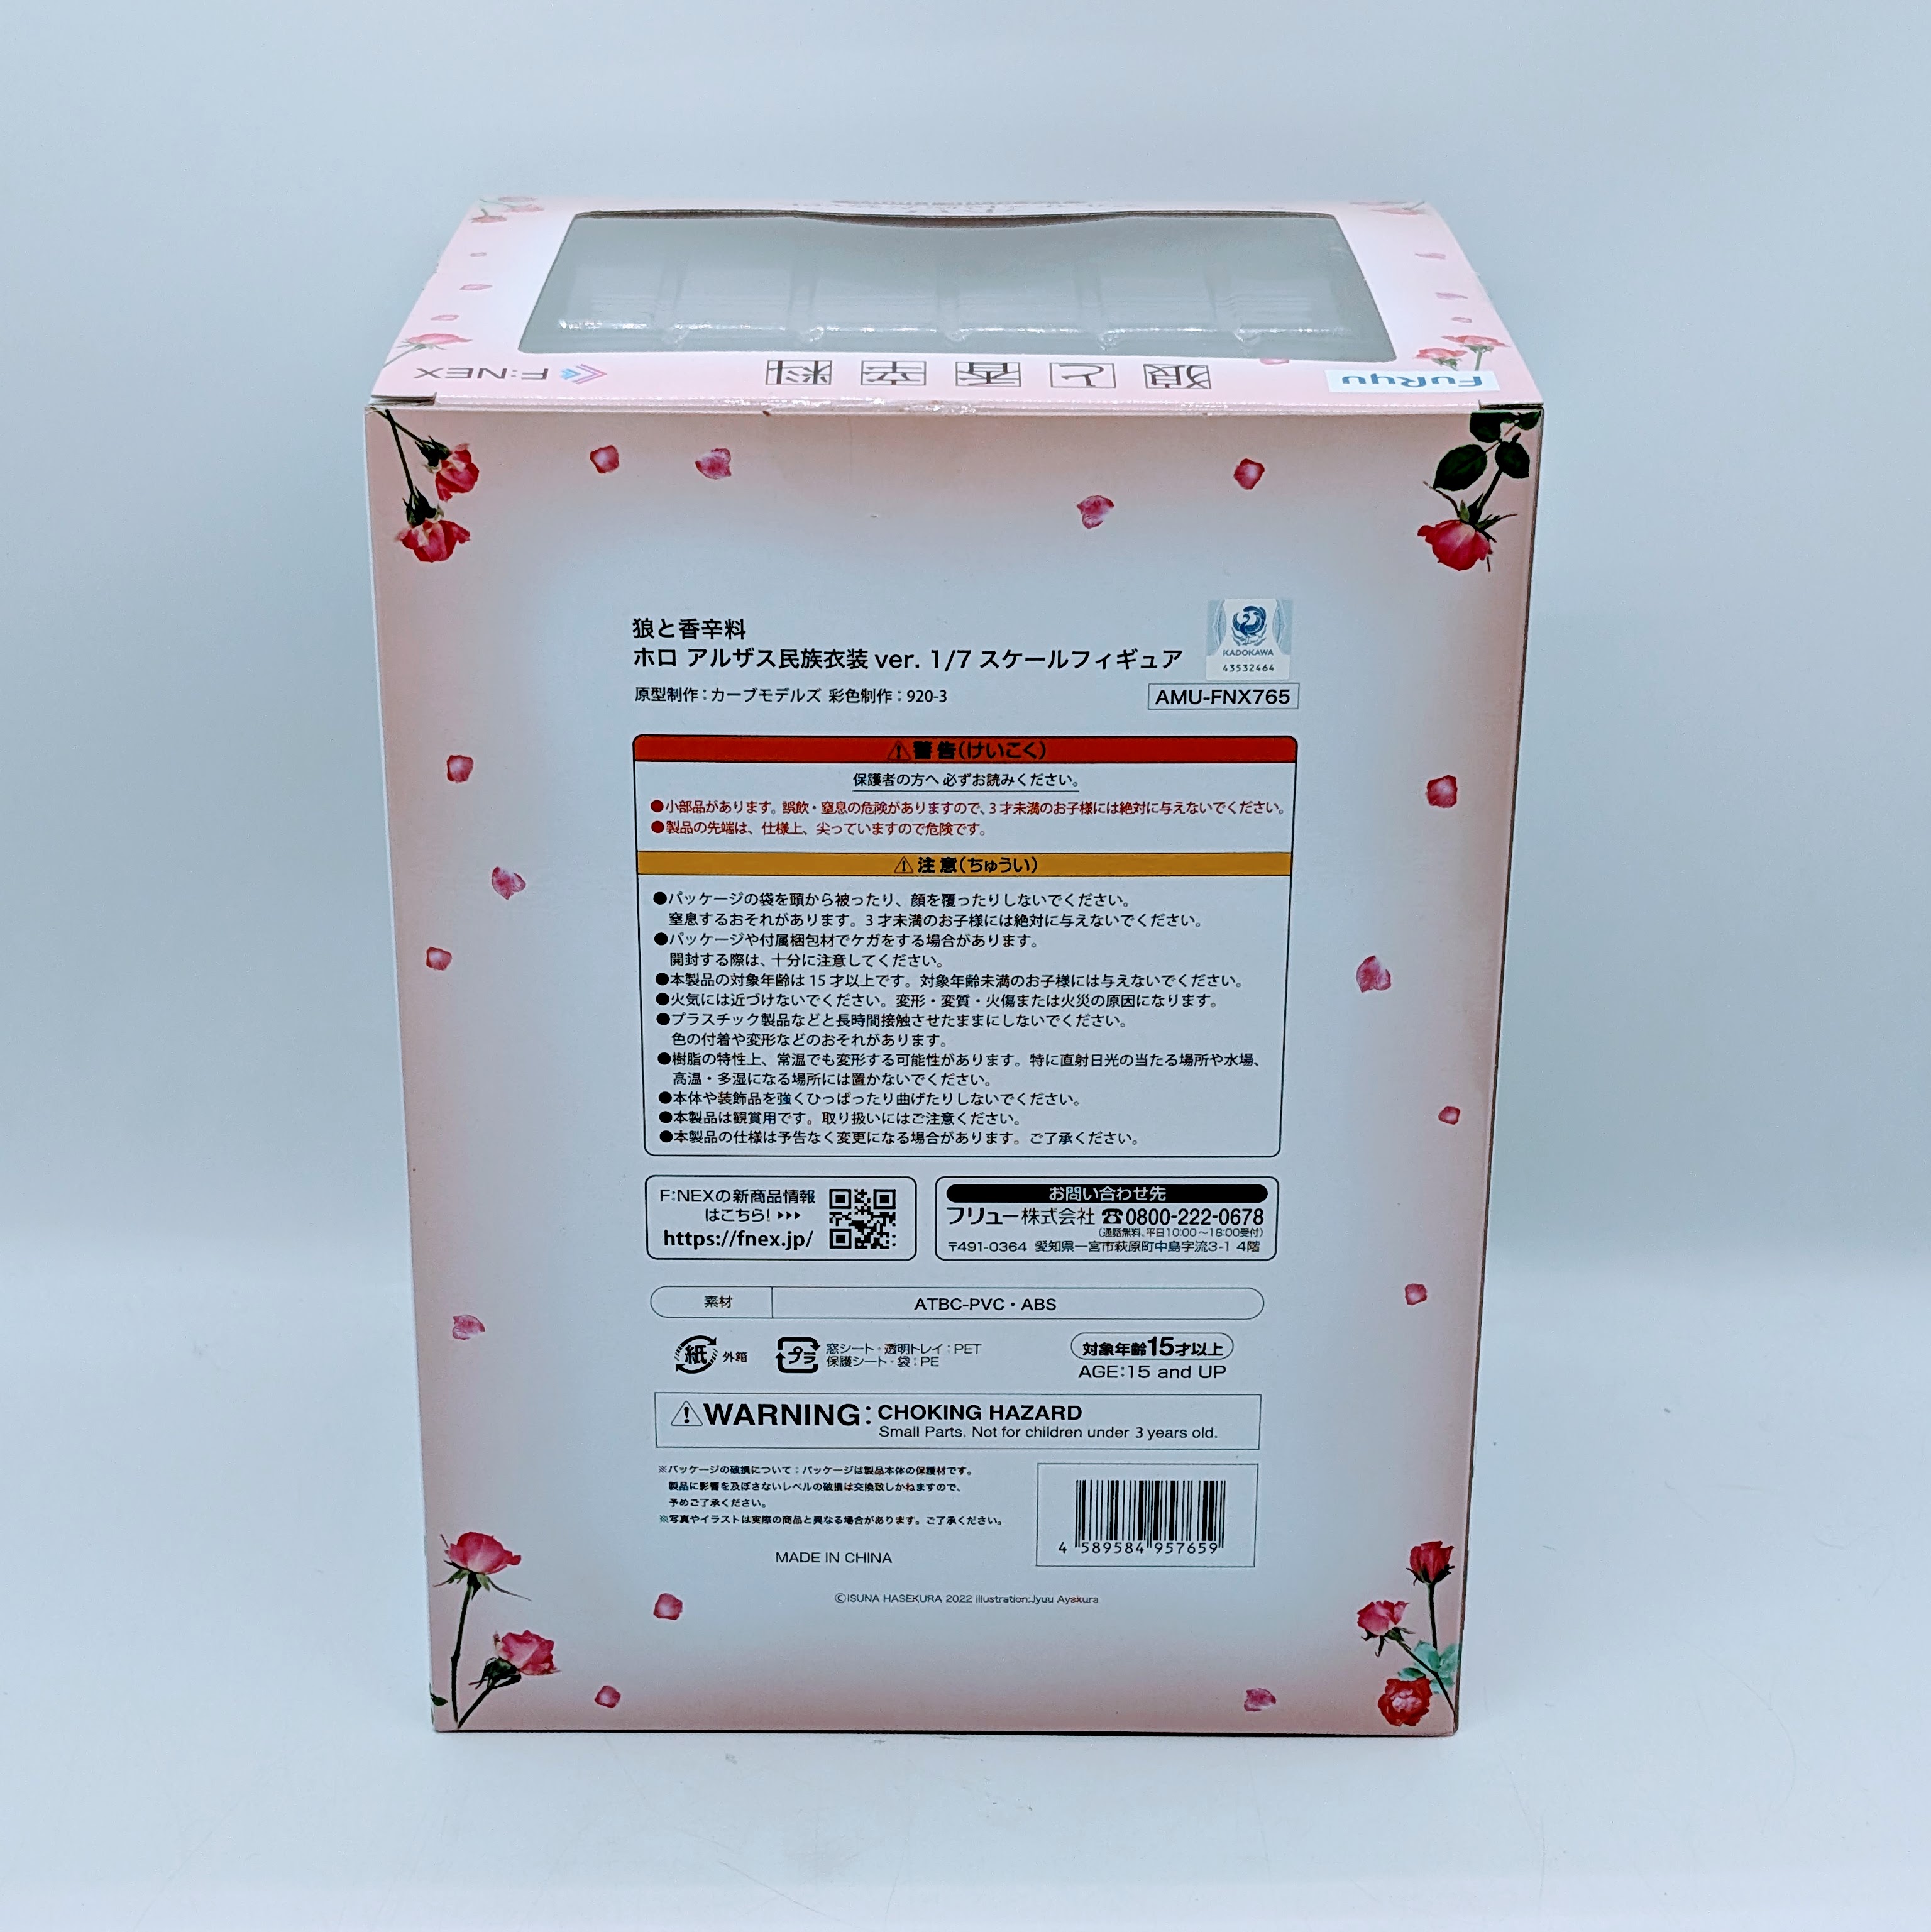 F:NEX
狼と香辛料
FuRyu
狼と香辛料
ホロ アルザス民族衣装 ver. 1/7 スケールフィギュア
KADOKAWA
43532464
原型制作：カーブモデルズ 彩色制作：920-3
AMU-FNX765
⚠警告(けいこく)
保護者の方へ 必ずお読みください。
●小部品があります。誤飲・窒息の危険がありますので、3才未満のお子様には絶対に与えないでください。
●製品の先端は、仕様上、尖っていますので危険です。
⚠注意(ちゅうい)
●パッケージの袋を頭から被ったり、顔を覆ったりしないでください。
窒息するおそれがあります。3才未満のお子様には絶対に与えないでください。
●パッケージや付属梱包材でケガをする場合があります。
開封する際は、十分に注意してください。
●本製品の対象年齢は15才以上です。対象年齢未満のお子様には与えないでください。
●火気には近づけないでください。変形・変質・火傷または火災の原因になります。
●プラスチック製品などと長時間接触させたままにしないでください。
色の付着や変形などのおそれがあります。
●樹脂の特性上、常温でも変形する可能性があります。特に直射日光の当たる場所や水場、
高温・多湿になる場所には置かないでください。
●本体や装飾品を強くひっぱったり曲げたりしないでください。
●本製品は観賞用です。取り扱いにはご注意ください。
●本製品の仕様は予告なく変更になる場合があります。ご了承ください。
F:NEXの新商品情報
はこちら!▶▶▶
https://fnex.jp/
お問い合わせ先
フリュー株式会社 ☎0800-222-0678
(通話無料、平日10:00〜18:00受付)
〒491-0364 愛知県一宮市萩原町中島字流3-1 4階
素材 ATBC-PVC・ABS
紙 外箱
プラ 窓シート・透明トレイ：PET
保護シート・袋：PE
対象年齢15才以上
AGE:15 and UP
⚠WARNING: CHOKING HAZARD
Small Parts. Not for children under 3 years old.
※パッケージの破損について：パッケージは製品本体の保護材です。
製品に影響を及ぼさないレベルの破損は交換致しかねますので、
予めご了承ください。
※写真やイラストは実際の商品と異なる場合があります。ご了承ください。
4 589584 957659
MADE IN CHINA
©ISUNA HASEKURA 2022 illustration:Jyuu Ayakura